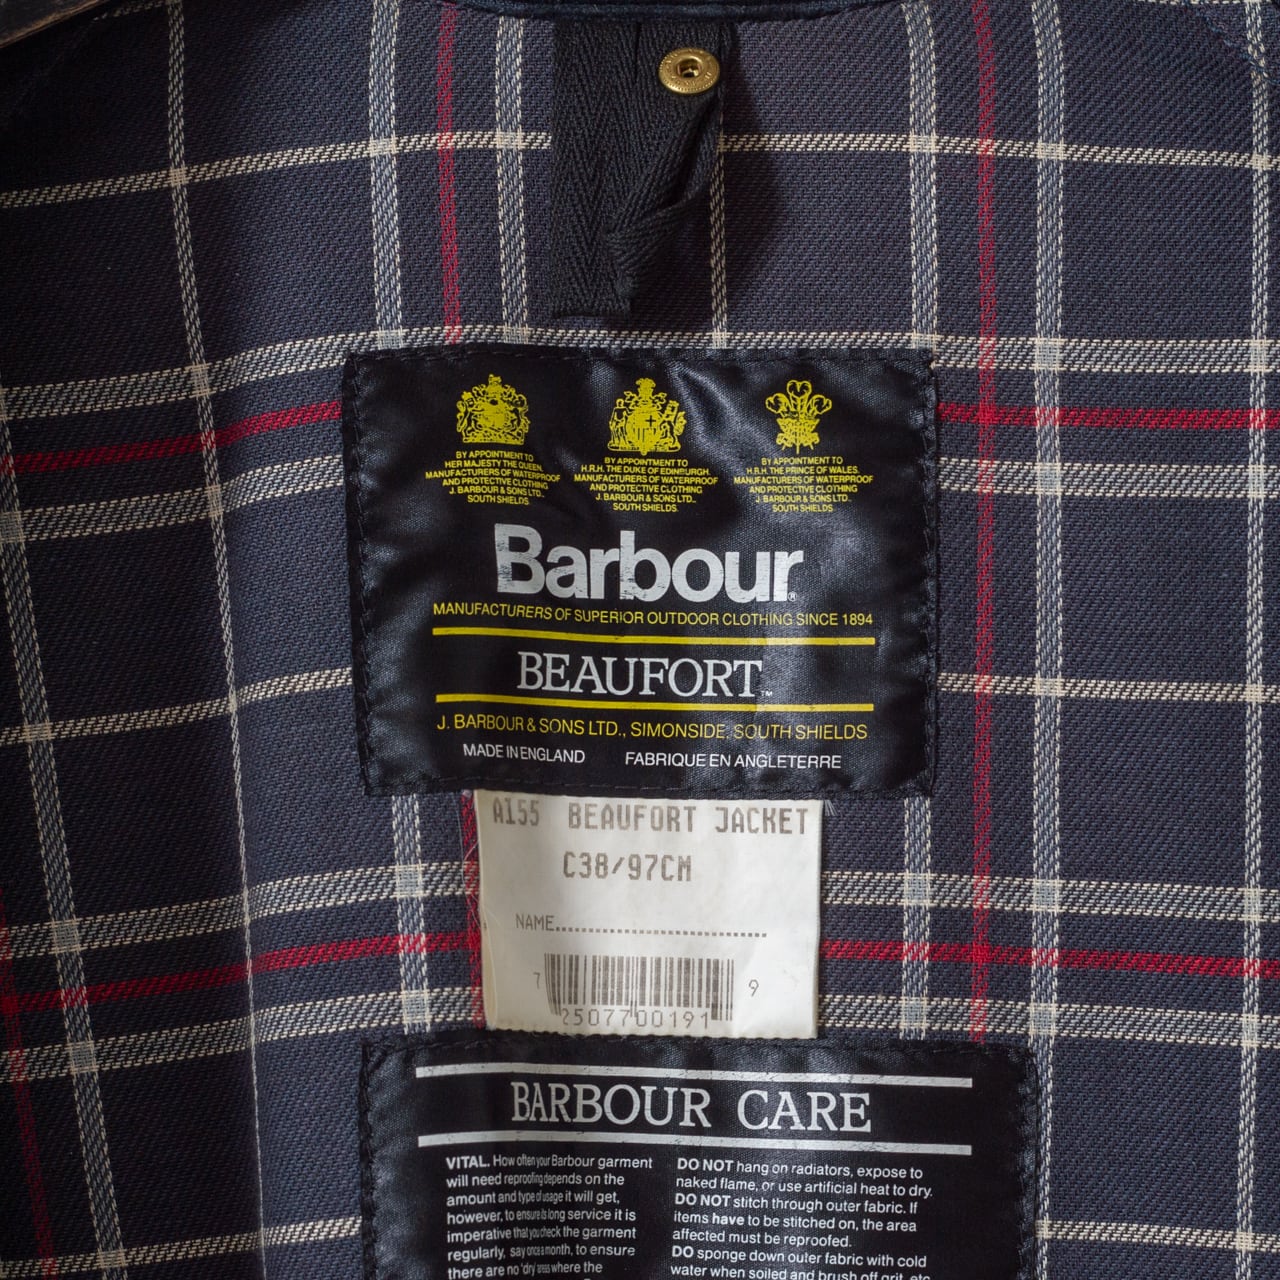 BY APPOINTMENT TO
HER MAJESTY THE QUEEN.
MANUFACTURERS OF WATERPROOF
AND PROTECTIVE CLOTHING
J. BARBOUR & SONS LTD.,
SOUTH SHIELDS.
BY APPOINTMENT TO
H.R.H. THE DUKE OF EDINBURGH.
MANUFACTURERS OF WATERPROOF
AND PROTECTIVE CLOTHING
J. BARBOUR & SONS LTD.,
SOUTH SHIELDS.
BY APPOINTMENT TO
H.R.H. THE PRINCE OF WALES.
MANUFACTURERS OF WATERPROOF
AND PROTECTIVE CLOTHING
J. BARBOUR & SONS LTD.,
SOUTH SHIELDS.
Barbour®
MANUFACTURERS OF SUPERIOR OUTDOOR CLOTHING SINCE 1894
BEAUFORT™
J. BARBOUR & SONS LTD., SIMONSIDE, SOUTH SHIELDS
MADE IN ENGLAND FABRIQUE EN ANGLETERRE
A155 BEAUFORT JACKET
C38/97CM
NAME..............................
7 25077 00191 9
BARBOUR CARE
VITAL. How often your Barbour garment
will need reproofing depends on the
amount and type of usage it will get,
however, to ensure its long service it is
imperative that you check the garment
regularly, say once a month, to ensure
there are no 'dry' areas where the
DO NOT hang on radiators, expose to
naked flame, or use artificial heat to dry.
DO NOT stitch through outer fabric. If
items have to be stitched on, the area
affected must be reproofed.
DO sponge down outer fabric with cold
water when soiled and brush off grit, etc.